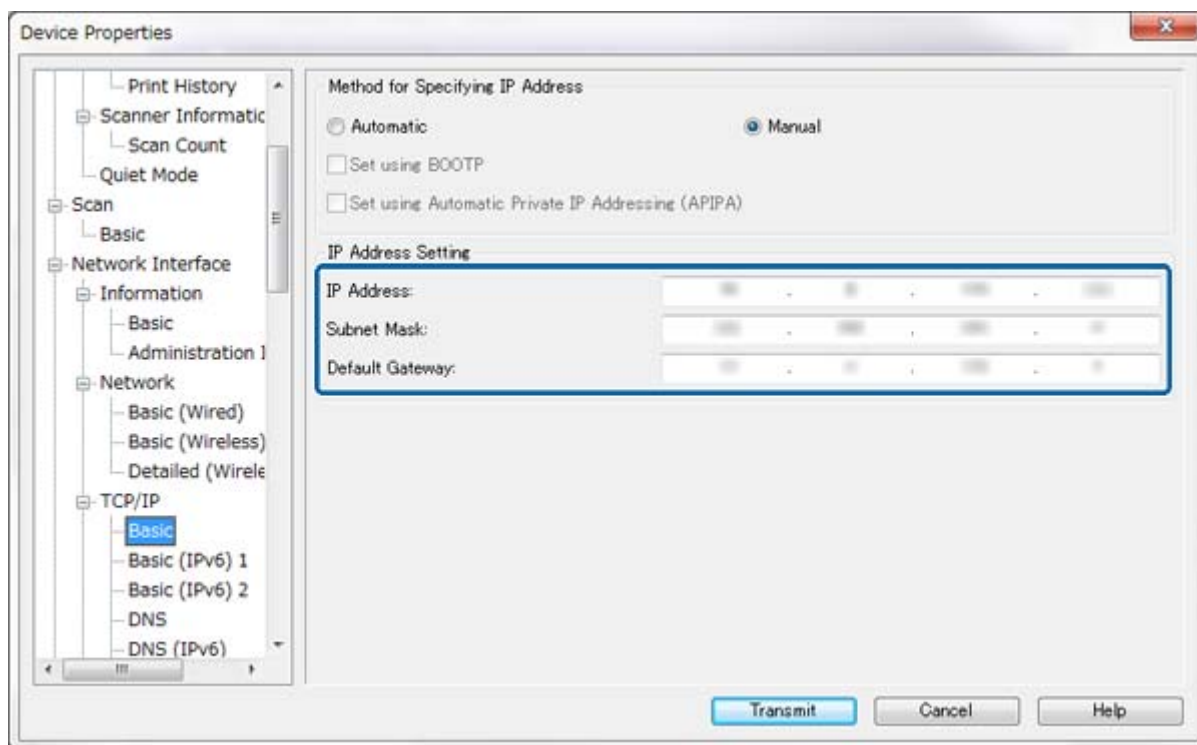 Device Properties
Print History
Scanner Informatic
Scan Count
Quiet Mode
Scan
Basic
Network Interface
Information
Basic
Administration I
Network
Basic (Wired)
Basic (Wireless)
Detailed (Wirele
TCP/IP
Basic
Basic (IPv6) 1
Basic (IPv6) 2
DNS
DNS (IPv6)
Method for Specifying IP Address
Automatic
Manual
Set using BOOTP
Set using Automatic Private IP Addressing (APIPA)
IP Address Setting
IP Address:
Subnet Mask:
Default Gateway:
Transmit
Cancel
Help